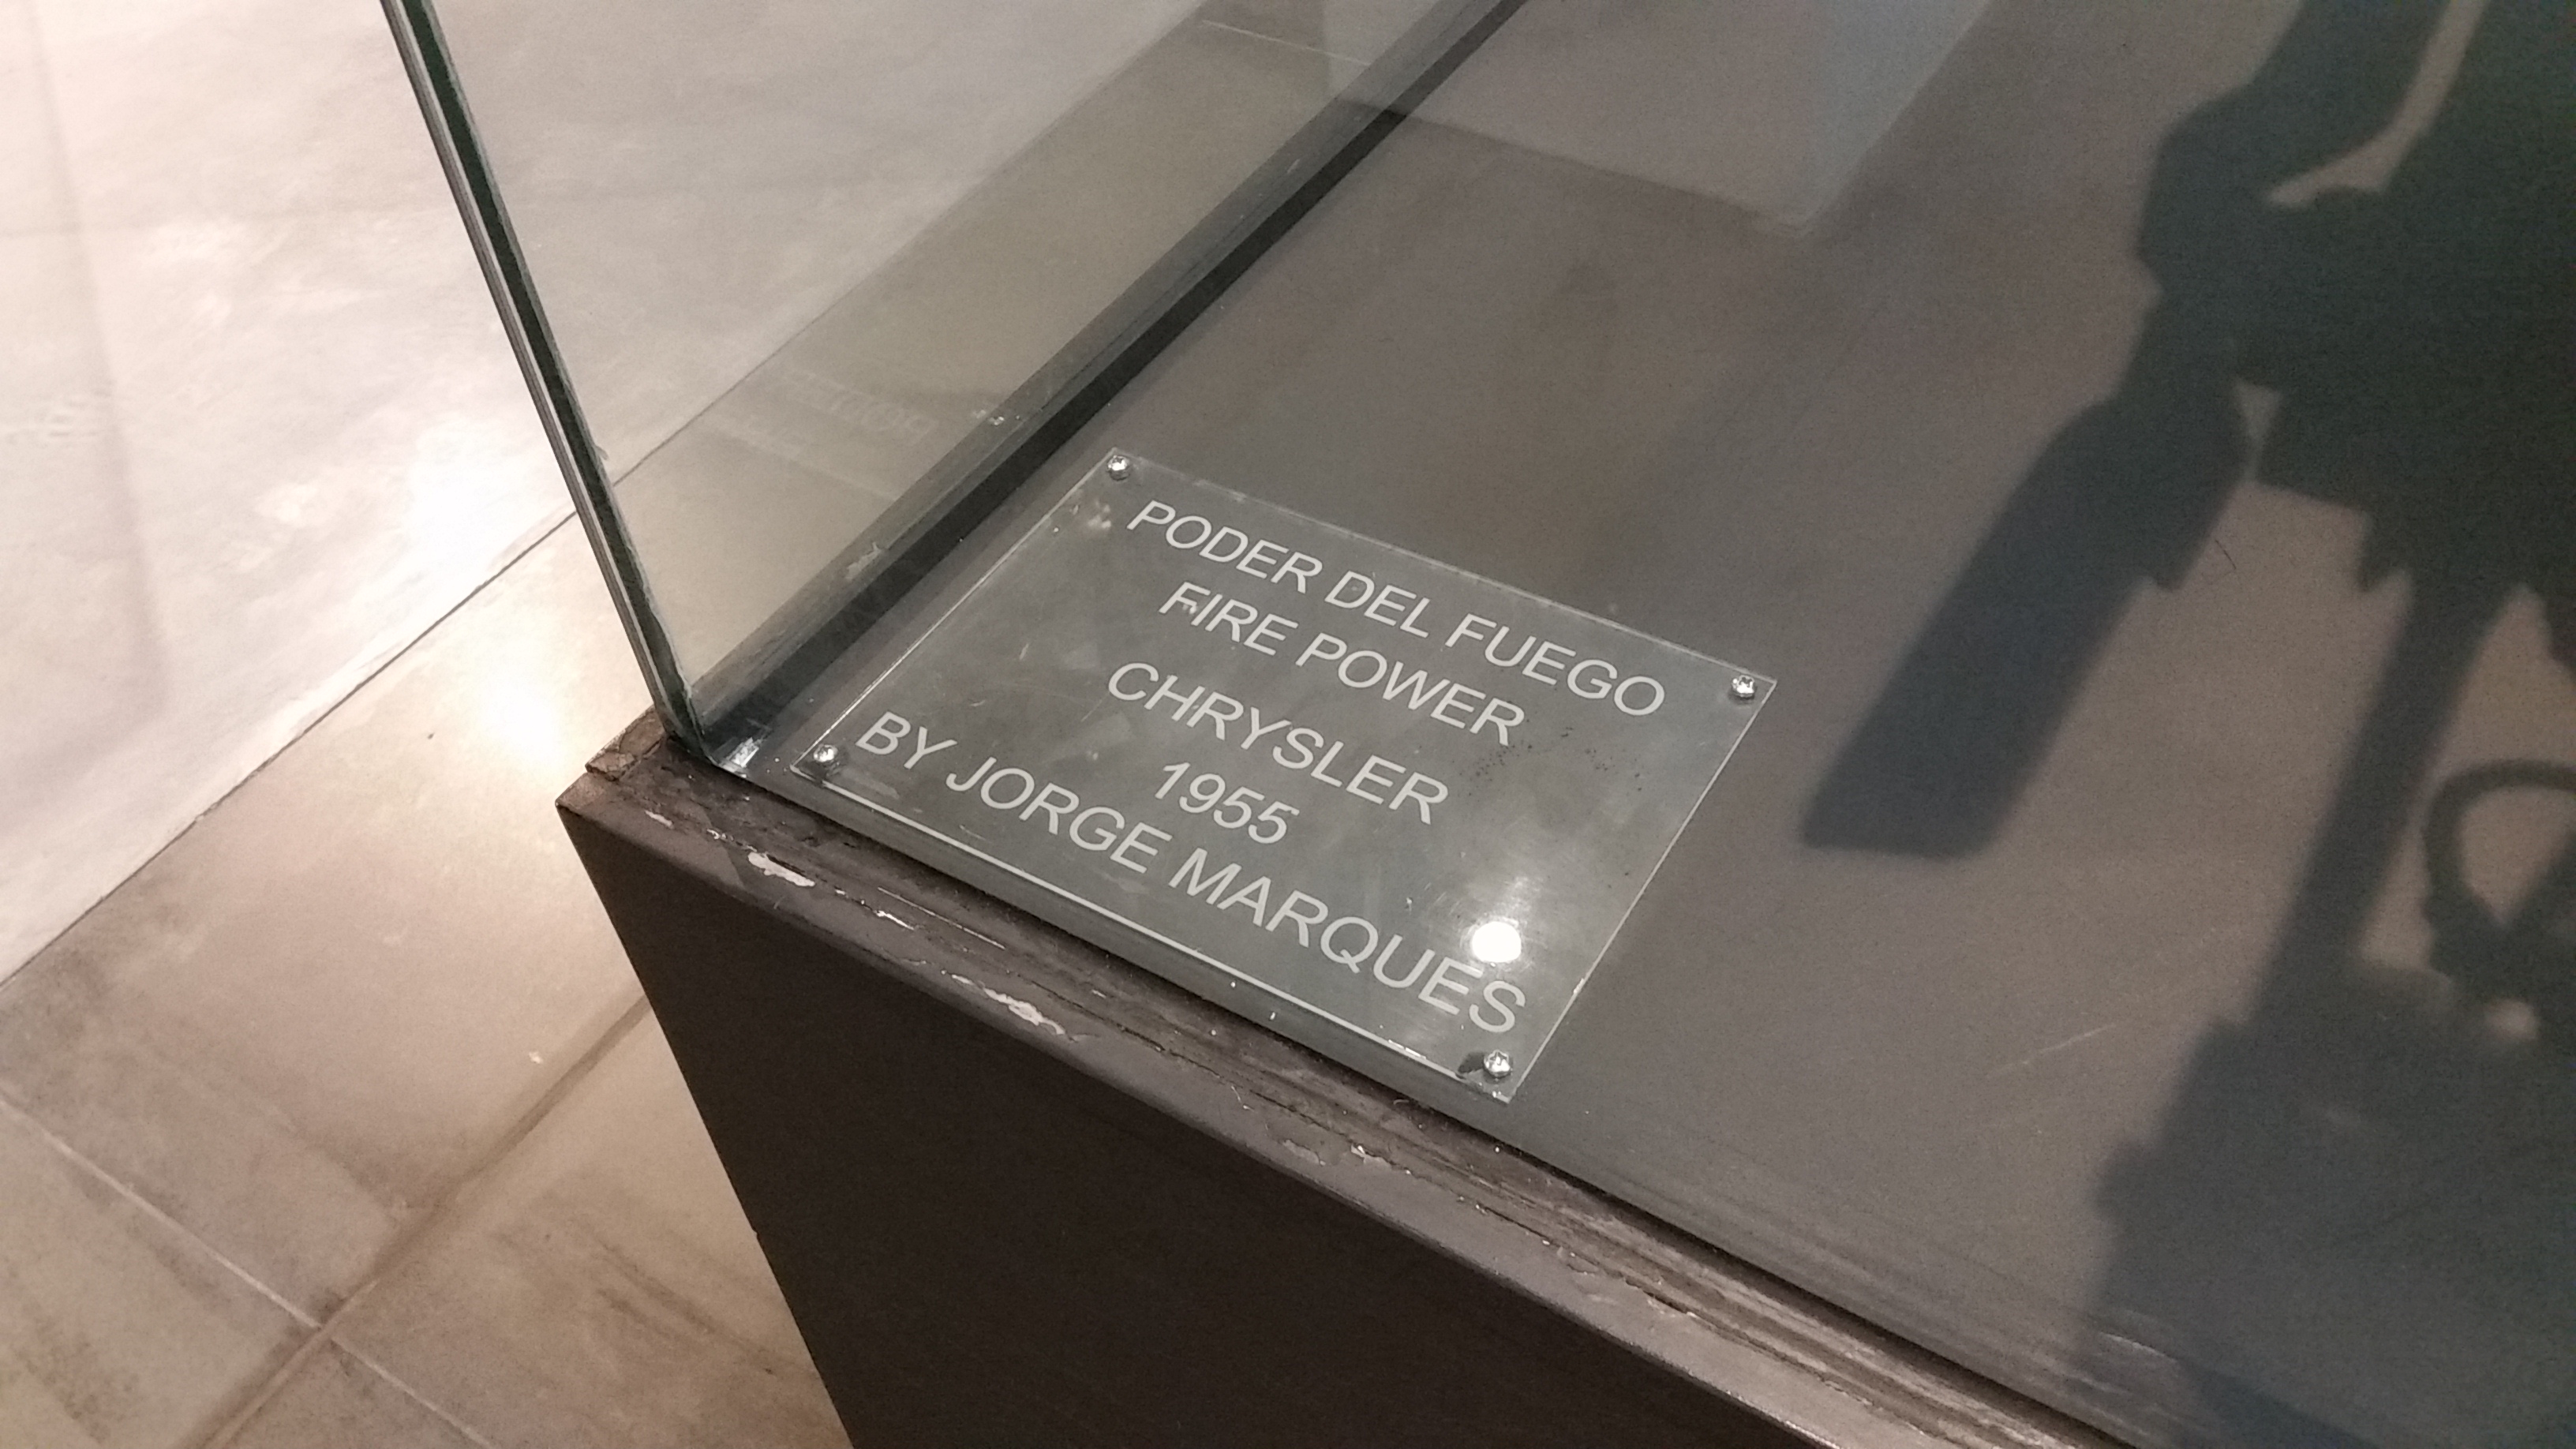 PODER DEL FUEGO
FIRE POWER
CHRYSLER
1955
BY JORGE MARQUES